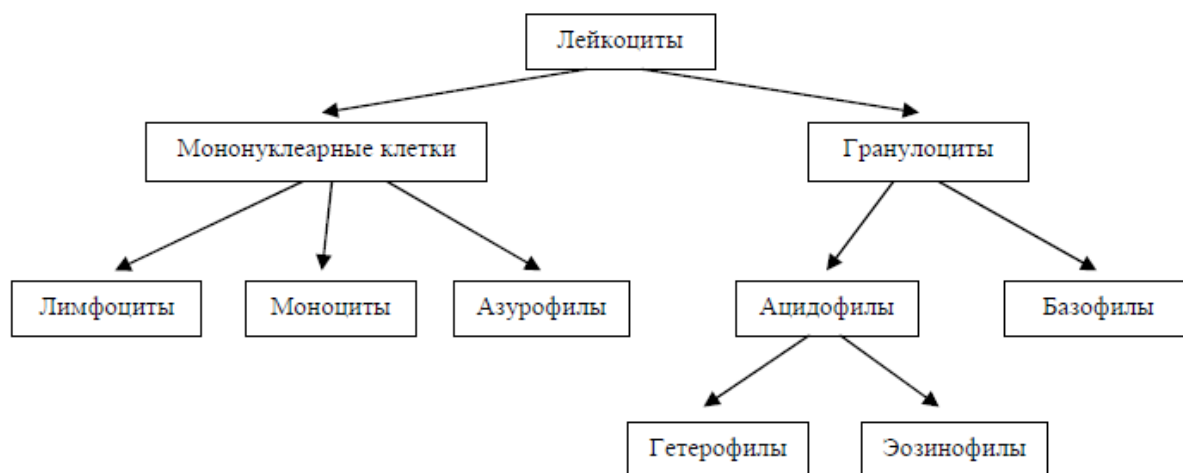 Лейкоциты
Мононуклеарные клетки
Гранулоциты
Лимфоциты
Моноциты
Азурофилы
Ацидофилы
Базофилы
Гетерофилы
Эозинофилы